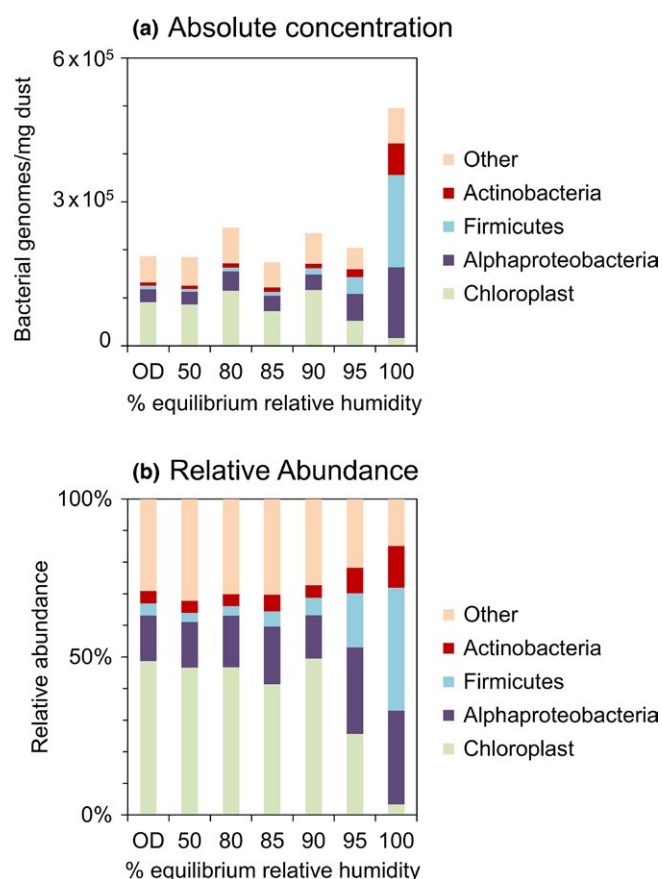 (a) Absolute concentration
6 x 10⁵
3 x 10⁵
0
Bacterial genomes/mg dust
OD 50 80 85 90 95 100
% equilibrium relative humidity
Other
Actinobacteria
Firmicutes
Alphaproteobacteria
Chloroplast
(b) Relative Abundance
100%
50%
0%
Relative abundance
OD 50 80 85 90 95 100
% equilibrium relative humidity
Other
Actinobacteria
Firmicutes
Alphaproteobacteria
Chloroplast